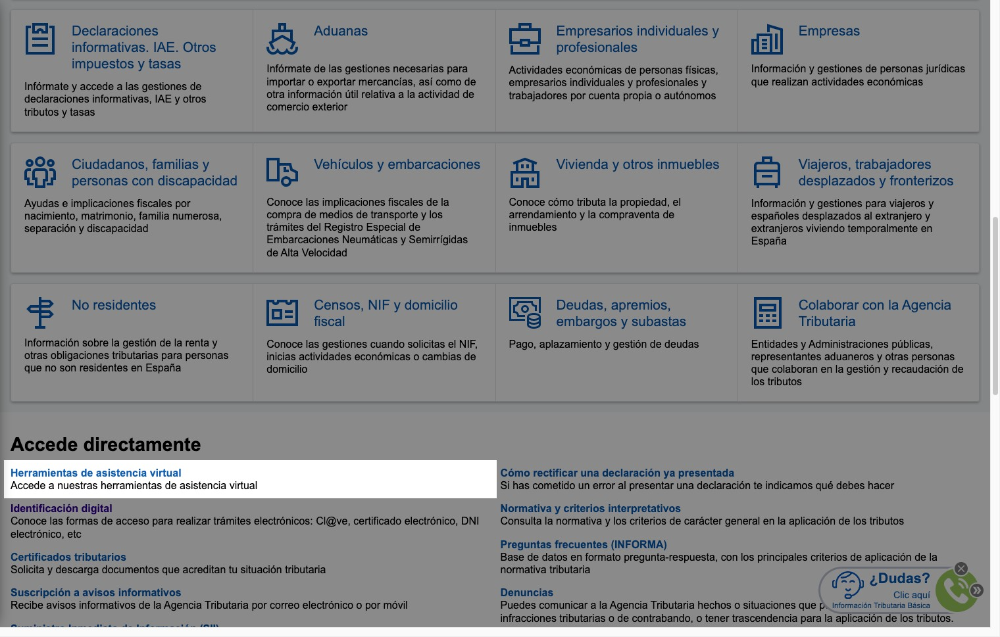 Declaraciones
informativas. IAE. Otros
impuestos y tasas
Infórmate y accede a las gestiones de
declaraciones informativas, IAE y otros
tributos y tasas
Aduanas
Infórmate de las gestiones necesarias para
importar o exportar mercancías, así como de
otra información útil relativa a la actividad de
comercio exterior
Empresarios individuales y
profesionales
Actividades económicas de personas físicas,
empresarios individuales y profesionales y
trabajadores por cuenta propia o autónomos
Empresas
Información y gestiones de personas jurídicas
que realizan actividades económicas
Ciudadanos, familias y
personas con discapacidad
Ayudas e implicaciones fiscales por
nacimiento, matrimonio, familia numerosa,
separación y discapacidad
Vehículos y embarcaciones
Conoce las implicaciones fiscales de la
compra de medios de transporte y los
trámites del Registro Especial de
Embarcaciones Neumáticas y Semirrígidas
de Alta Velocidad
Vivienda y otros inmuebles
Conoce cómo tributa la propiedad, el
arrendamiento y la compraventa de
inmuebles
Viajeros, trabajadores
desplazados y fronterizos
Información y gestiones para viajeros y
españoles desplazados al extranjero y
extranjeros viviendo temporalmente en
España
No residentes
Información sobre la gestión de la renta y
otras obligaciones tributarias para personas
que no son residentes en España
Censos, NIF y domicilio
fiscal
Conoce las gestiones cuando solicitas el NIF,
inicias actividades económicas o cambias de
domicilio
Deudas, apremios,
embargos y subastas
Pago, aplazamiento y gestión de deudas
Colaborar con la Agencia
Tributaria
Entidades y Administraciones públicas,
representantes aduaneros y otras personas
que colaboran en la gestión y recaudación de
los tributos
Accede directamente
Herramientas de asistencia virtual
Accede a nuestras herramientas de asistencia virtual
Identificación digital
Conoce las formas de acceso para realizar trámites electrónicos: Cl@ve, certificado electrónico, DNI
electrónico, etc
Certificados tributarios
Solicita y descarga documentos que acreditan tu situación tributaria
Suscripción a avisos informativos
Recibe avisos informativos de la Agencia Tributaria por correo electrónico o por móvil
Suministro Inmediato de Información (SII)
Cómo rectificar una declaración ya presentada
Si has cometido un error al presentar una declaración te indicamos qué debes hacer
Normativa y criterios interpretativos
Consulta la normativa y los criterios de carácter general en la aplicación de los tributos
Preguntas frecuentes (INFORMA)
Base de datos en formato pregunta-respuesta, con los principales criterios de aplicación de la
normativa tributaria
Denuncias
Puedes comunicar a la Agencia Tributaria hechos o situaciones que
infracciones tributarias o de contrabando, o tener trascendencia para la aplicación de los tributos.
¿Dudas?
Clic aquí
Información Tributaria Básica